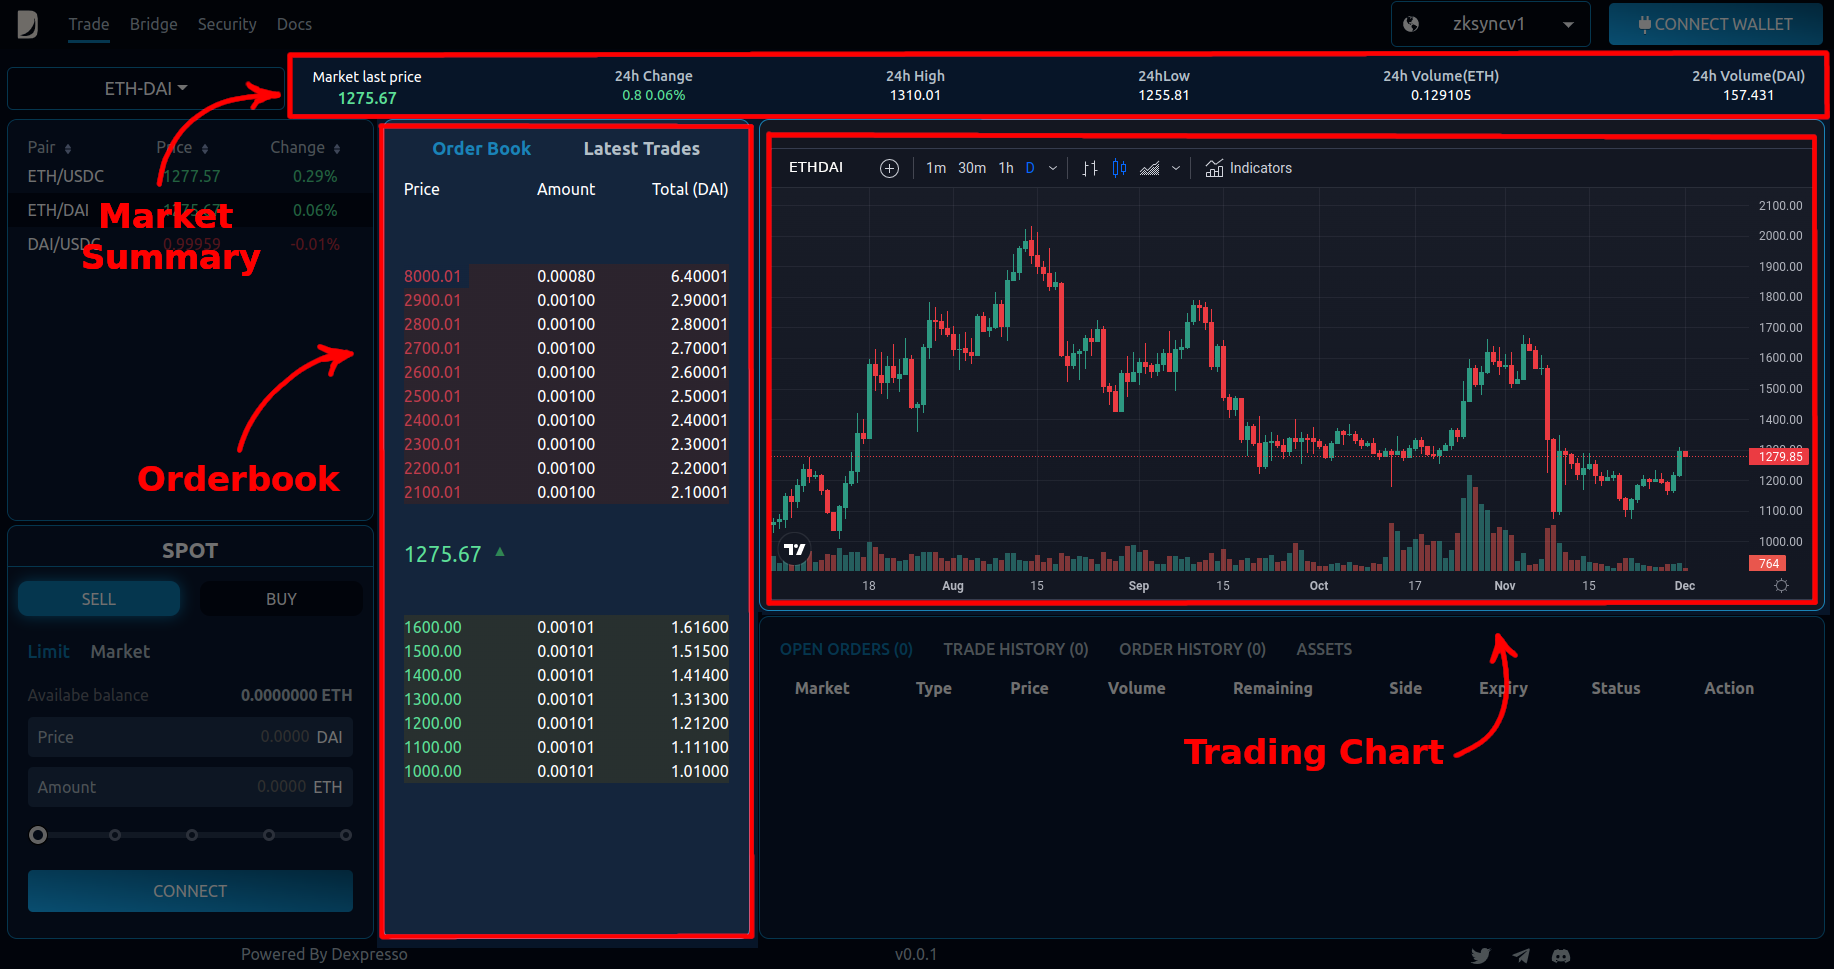 Trade Bridge Security Docs
zksyncv1
CONNECT WALLET
ETH-DAI
Market last price
1275.67
24h Change
0.8 0.06%
24h High
1310.01
24hLow
1255.81
24h Volume(ETH)
0.129105
24h Volume(DAI)
157.431
Pair Price Change
ETH/USDC 1277.57 0.29%
ETH/DAI 1275.67 0.06%
DAI/USDC 0.99959 -0.01%
Market
Summary
Orderbook
SPOT
SELL BUY
Limit Market
Availabe balance 0.0000000 ETH
Price 0.0000 DAI
Amount 0.0000 ETH
CONNECT
Order Book Latest Trades
Price Amount Total (DAI)
8000.01 0.00080 6.40001
2900.01 0.00100 2.90001
2800.01 0.00100 2.80001
2700.01 0.00100 2.70001
2600.01 0.00100 2.60001
2500.01 0.00100 2.50001
2400.01 0.00100 2.40001
2300.01 0.00100 2.30001
2200.01 0.00100 2.20001
2100.01 0.00100 2.10001
1275.67
1600.00 0.00101 1.61600
1500.00 0.00101 1.51500
1400.00 0.00101 1.41400
1300.00 0.00101 1.31300
1200.00 0.00101 1.21200
1100.00 0.00101 1.11100
1000.00 0.00101 1.01000
ETHDAI 1m 30m 1h D Indicators
2100.00
2000.00
1900.00
1800.00
1700.00
1600.00
1500.00
1400.00
1300.00
1279.85
1200.00
1100.00
1000.00
764
18 Aug 15 Sep 15 Oct 17 Nov 15 Dec
OPEN ORDERS (0) TRADE HISTORY (0) ORDER HISTORY (0) ASSETS
Market Type Price Volume Remaining Side Expiry Status Action
Trading Chart
Powered By Dexpresso
v0.0.1